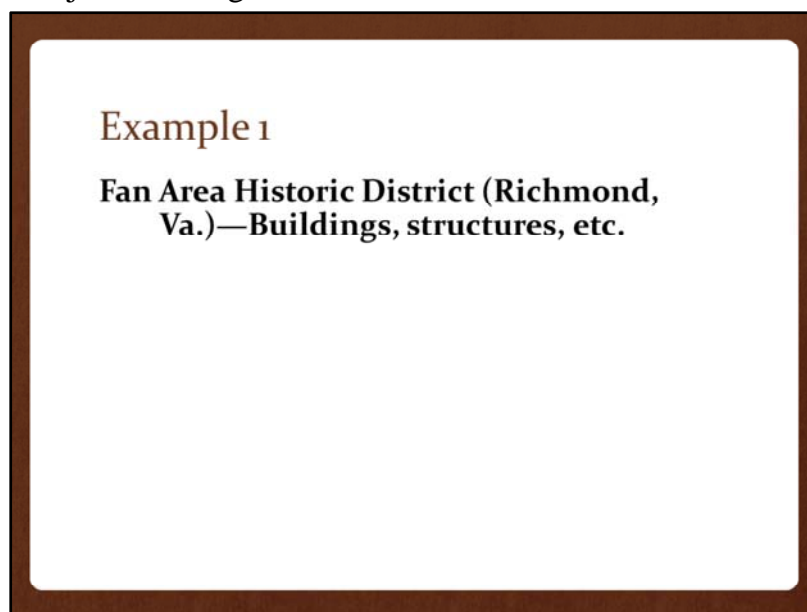 Example 1
Fan Area Historic District (Richmond,
Va.)—Buildings, structures, etc.